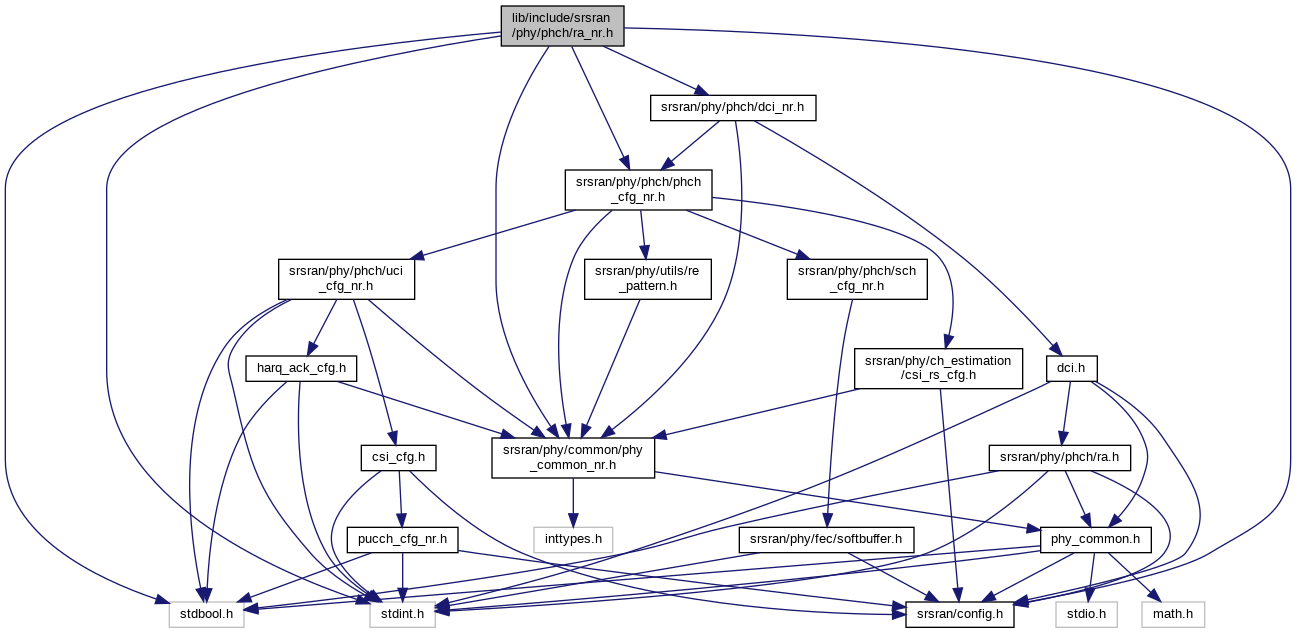 lib/include/srsran
/phy/phch/ra_nr.h
srsran/phy/phch/dci_nr.h
srsran/phy/phch/phch
_cfg_nr.h
srsran/phy/phch/uci
_cfg_nr.h
srsran/phy/utils/re
_pattern.h
srsran/phy/phch/sch
_cfg_nr.h
harq_ack_cfg.h
srsran/phy/ch_estimation
/csi_rs_cfg.h
dci.h
csi_cfg.h
srsran/phy/common/phy
_common_nr.h
srsran/phy/phch/ra.h
pucch_cfg_nr.h
inttypes.h
srsran/phy/fec/softbuffer.h
phy_common.h
stdbool.h
stdint.h
srsran/config.h
stdio.h
math.h